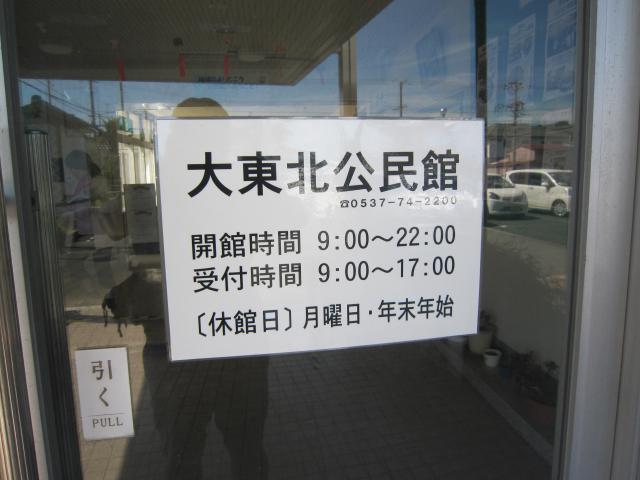 大東北公民館
☎0537-74-2200
開館時間 9:00～22:00
受付時間 9:00～17:00
〔休館日〕月曜日・年末年始
引く
PULL